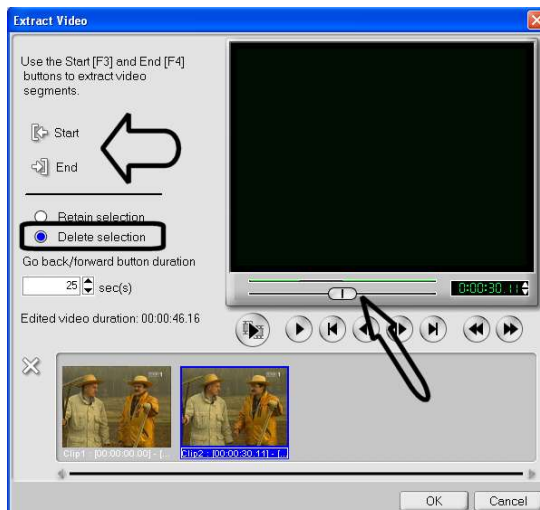 Extract Video
Use the Start [F3] and End [F4]
buttons to extract video
segments.
Start
End
Retain selection
Delete selection
Go back/forward button duration
25 sec(s)
0:00:30.11
Edited video duration: 00:00:46.16
Clip1 : [00:00:00.00] - [...
Clip2 : [00:00:30.11] - [...
OK
Cancel